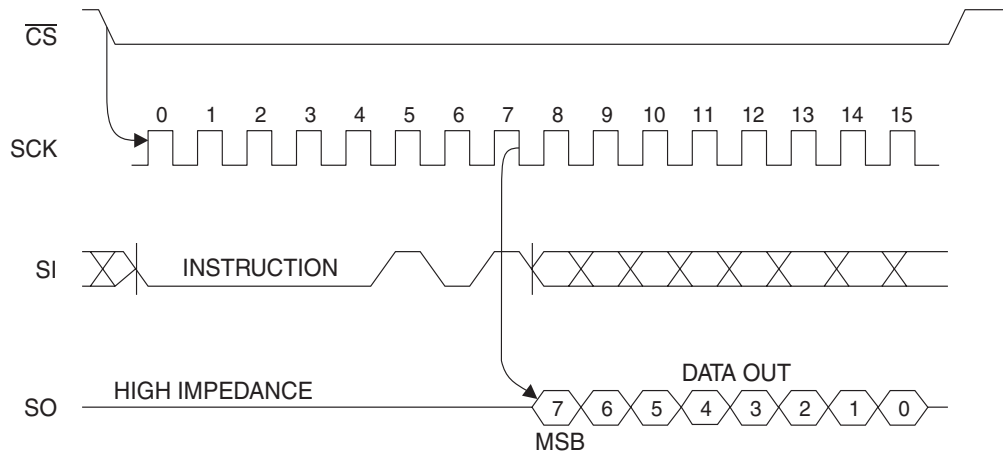 CS
0 1 2 3 4 5 6 7 8 9 10 11 12 13 14 15
SCK
SI INSTRUCTION
HIGH IMPEDANCE DATA OUT
SO 7 6 5 4 3 2 1 0
MSB